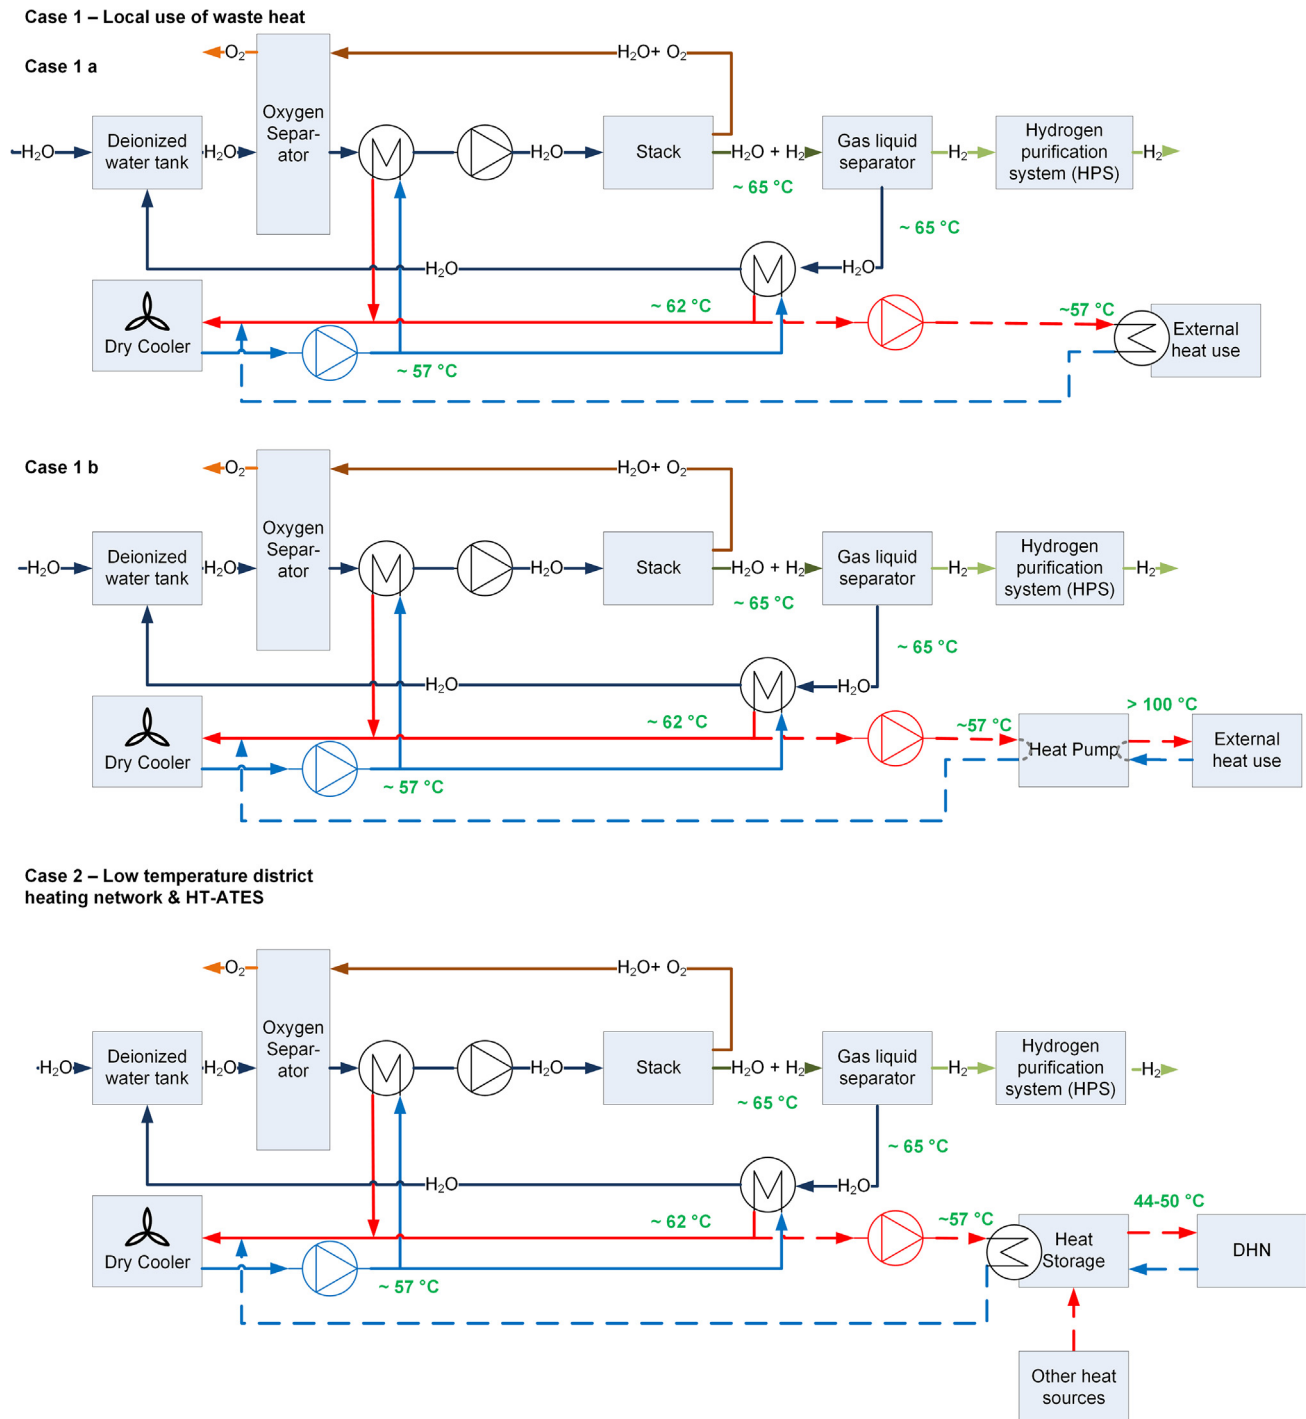 Case 1 – Local use of waste heat
Case 1 a
O₂
H₂O+ O₂
Oxygen
Separ-
ator
H₂O
Deionized
water tank
H₂O
H₂O
Stack
H₂O + H₂
Gas liquid
separator
H₂
Hydrogen
purification
system (HPS)
H₂
~ 65 °C
~ 65 °C
H₂O
H₂O
~ 62 °C
~57 °C
Dry Cooler
External
heat use
~ 57 °C
Case 1 b
O₂
H₂O+ O₂
Oxygen
Separ-
ator
H₂O
Deionized
water tank
H₂O
H₂O
Stack
H₂O + H₂
Gas liquid
separator
H₂
Hydrogen
purification
system (HPS)
H₂
~ 65 °C
~ 65 °C
H₂O
H₂O
~ 62 °C
~57 °C
> 100 °C
Dry Cooler
Heat Pump
External
heat use
~ 57 °C
Case 2 – Low temperature district
heating network & HT-ATES
O₂
H₂O+ O₂
Oxygen
Separ-
ator
H₂O
Deionized
water tank
H₂O
H₂O
Stack
H₂O + H₂
Gas liquid
separator
H₂
Hydrogen
purification
system (HPS)
H₂
~ 65 °C
~ 65 °C
H₂O
H₂O
~ 62 °C
~57 °C
44-50 °C
Dry Cooler
Heat
Storage
DHN
~ 57 °C
Other heat
sources